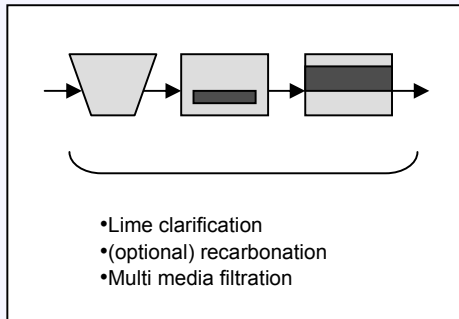 •Lime clarification
•(optional) recarbonation
•Multi media filtration